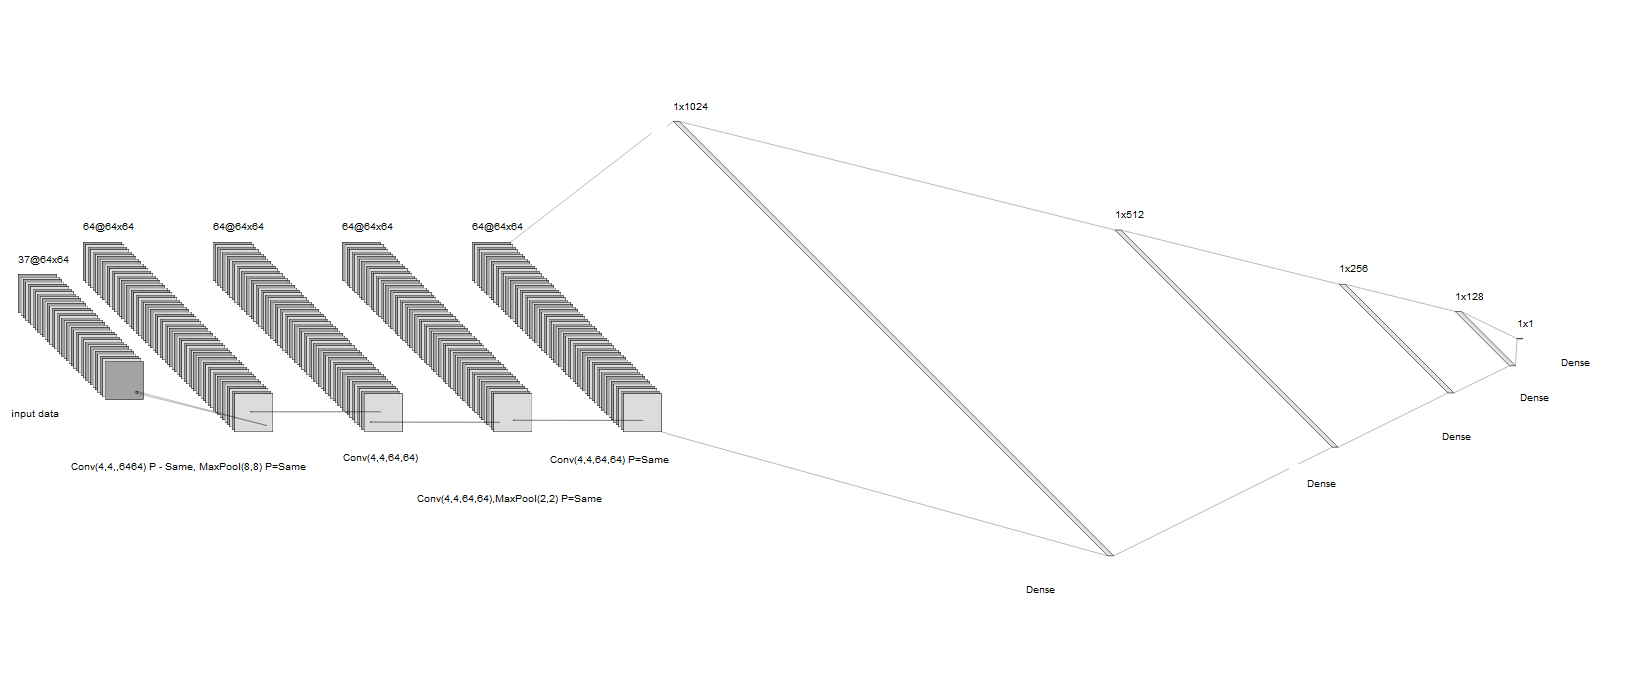 1x1024
1x512
64@64x64
64@64x64
64@64x64
64@64x64
37@64x64
1x256
1x128
1x1
Dense
Dense
input data
Dense
Conv(4,4,64,64)
Conv(4,4,64,64) P=Same
Conv(4,4,,6464) P - Same, MaxPool(8,8) P=Same
Dense
Conv(4,4,64,64),MaxPool(2,2) P=Same
Dense